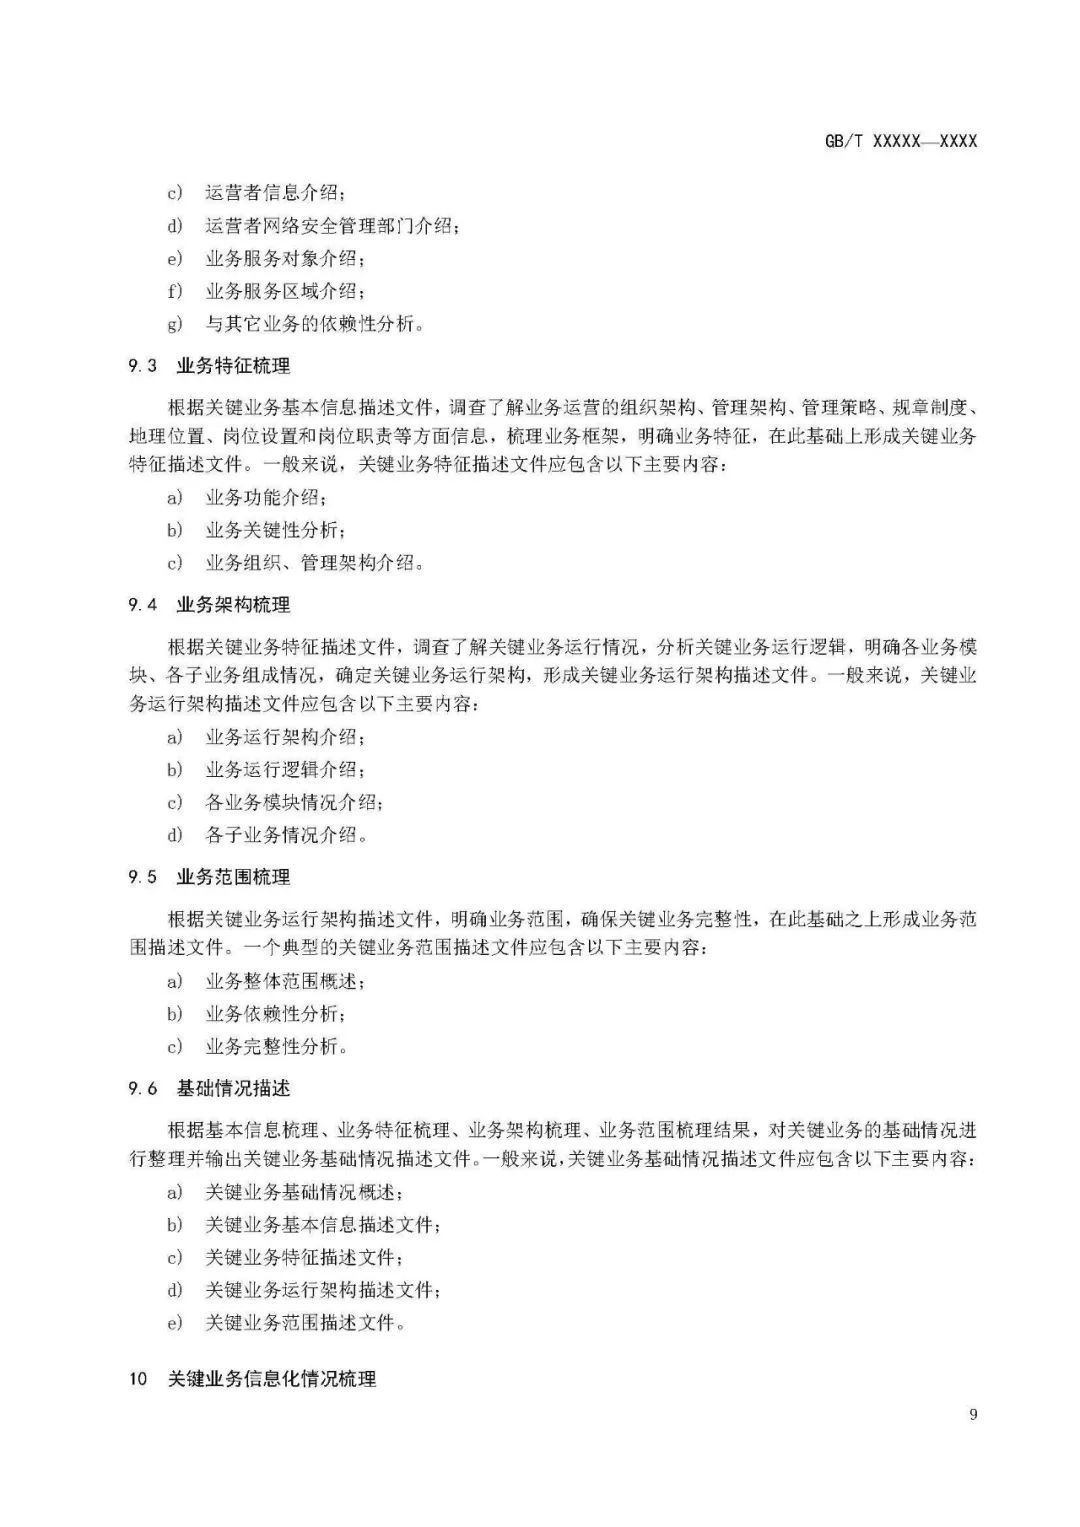 GB/T XXXXX—XXXX
c) 运营者信息介绍；
d) 运营者网络安全管理部门介绍；
e) 业务服务对象介绍；
f) 业务服务区域介绍；
g) 与其它业务的依赖性分析。
9.3 业务特征梳理
根据关键业务基本信息描述文件，调查了解业务运营的组织架构、管理架构、管理策略、规章制度、
地理位置、岗位设置和岗位职责等方面信息，梳理业务框架，明确业务特征，在此基础上形成关键业务
特征描述文件。一般来说，关键业务特征描述文件应包含以下主要内容：
a) 业务功能介绍；
b) 业务关键性分析；
c) 业务组织、管理架构介绍。
9.4 业务架构梳理
根据关键业务特征描述文件，调查了解关键业务运行情况，分析关键业务运行逻辑，明确各业务模
块、各子业务组成情况，确定关键业务运行架构，形成关键业务运行架构描述文件。一般来说，关键业
务运行架构描述文件应包含以下主要内容：
a) 业务运行架构介绍；
b) 业务运行逻辑介绍；
c) 各业务模块情况介绍；
d) 各子业务情况介绍。
9.5 业务范围梳理
根据关键业务运行架构描述文件，明确业务范围，确保关键业务完整性，在此基础之上形成业务范
围描述文件。一个典型的关键业务范围描述文件应包含以下主要内容：
a) 业务整体范围概述；
b) 业务依赖性分析；
c) 业务完整性分析。
9.6 基础情况描述
根据基本信息梳理、业务特征梳理、业务架构梳理、业务范围梳理结果，对关键业务的基础情况进
行整理并输出关键业务基础情况描述文件。一般来说，关键业务基础情况描述文件应包含以下主要内容：
a) 关键业务基础情况概述；
b) 关键业务基本信息描述文件；
c) 关键业务特征描述文件；
d) 关键业务运行架构描述文件；
e) 关键业务范围描述文件。
10 关键业务信息化情况梳理
9